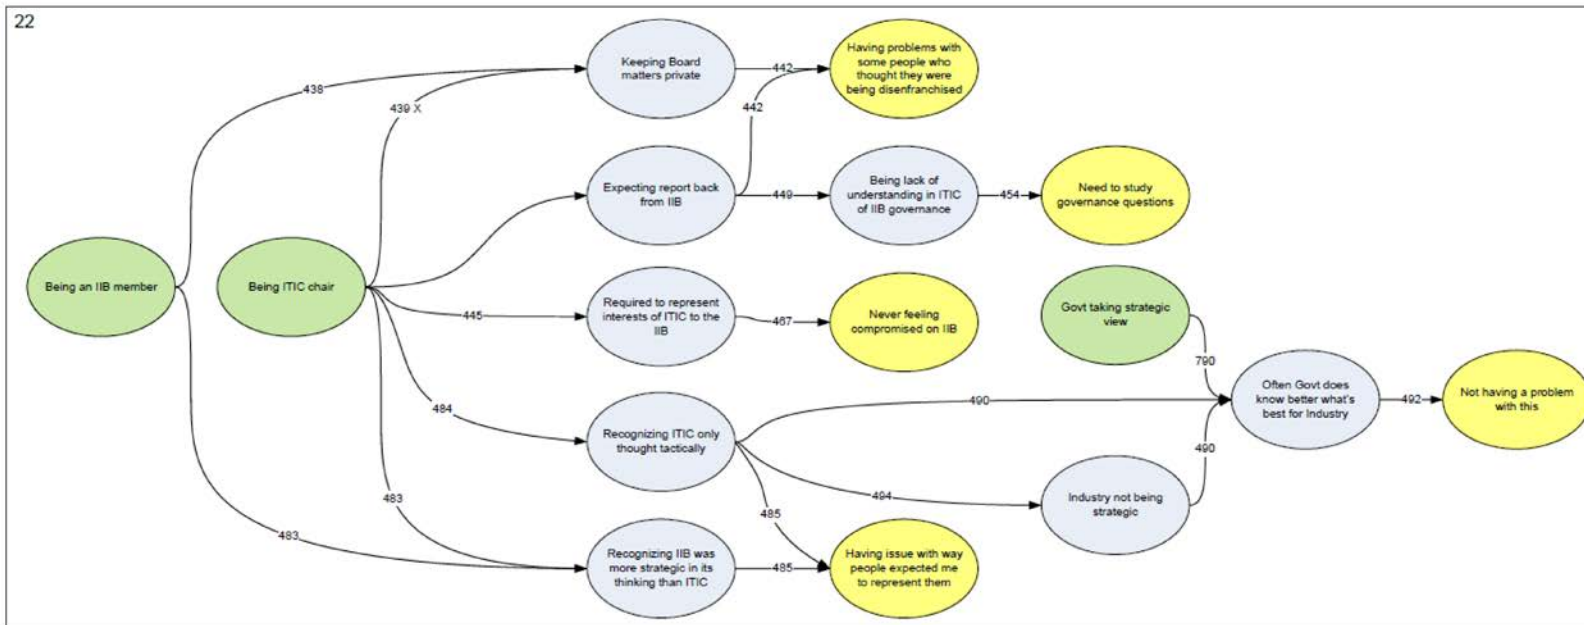 22
Keeping Board
matters private
442
Having problems with
some people who
thought they were
being disenfranchised
438
439 X
442
Expecting report back
from IIB
449
Being lack of
understanding in ITIC
of IIB governance
454
Need to study
governance questions
Being an IIB member
Being ITIC chair
445
Required to represent
interests of ITIC to the
IIB
467
Never feeling
compromised on IIB
Govt taking strategic
view
790
484
Recognizing ITIC only
thought tactically
490
Often Govt does
know better what's
best for Industry
492
Not having a problem
with this
490
494
Industry not being
strategic
483
485
483
Recognizing IIB was
more strategic in its
thinking than ITIC
485
Having issue with way
people expected me
to represent them